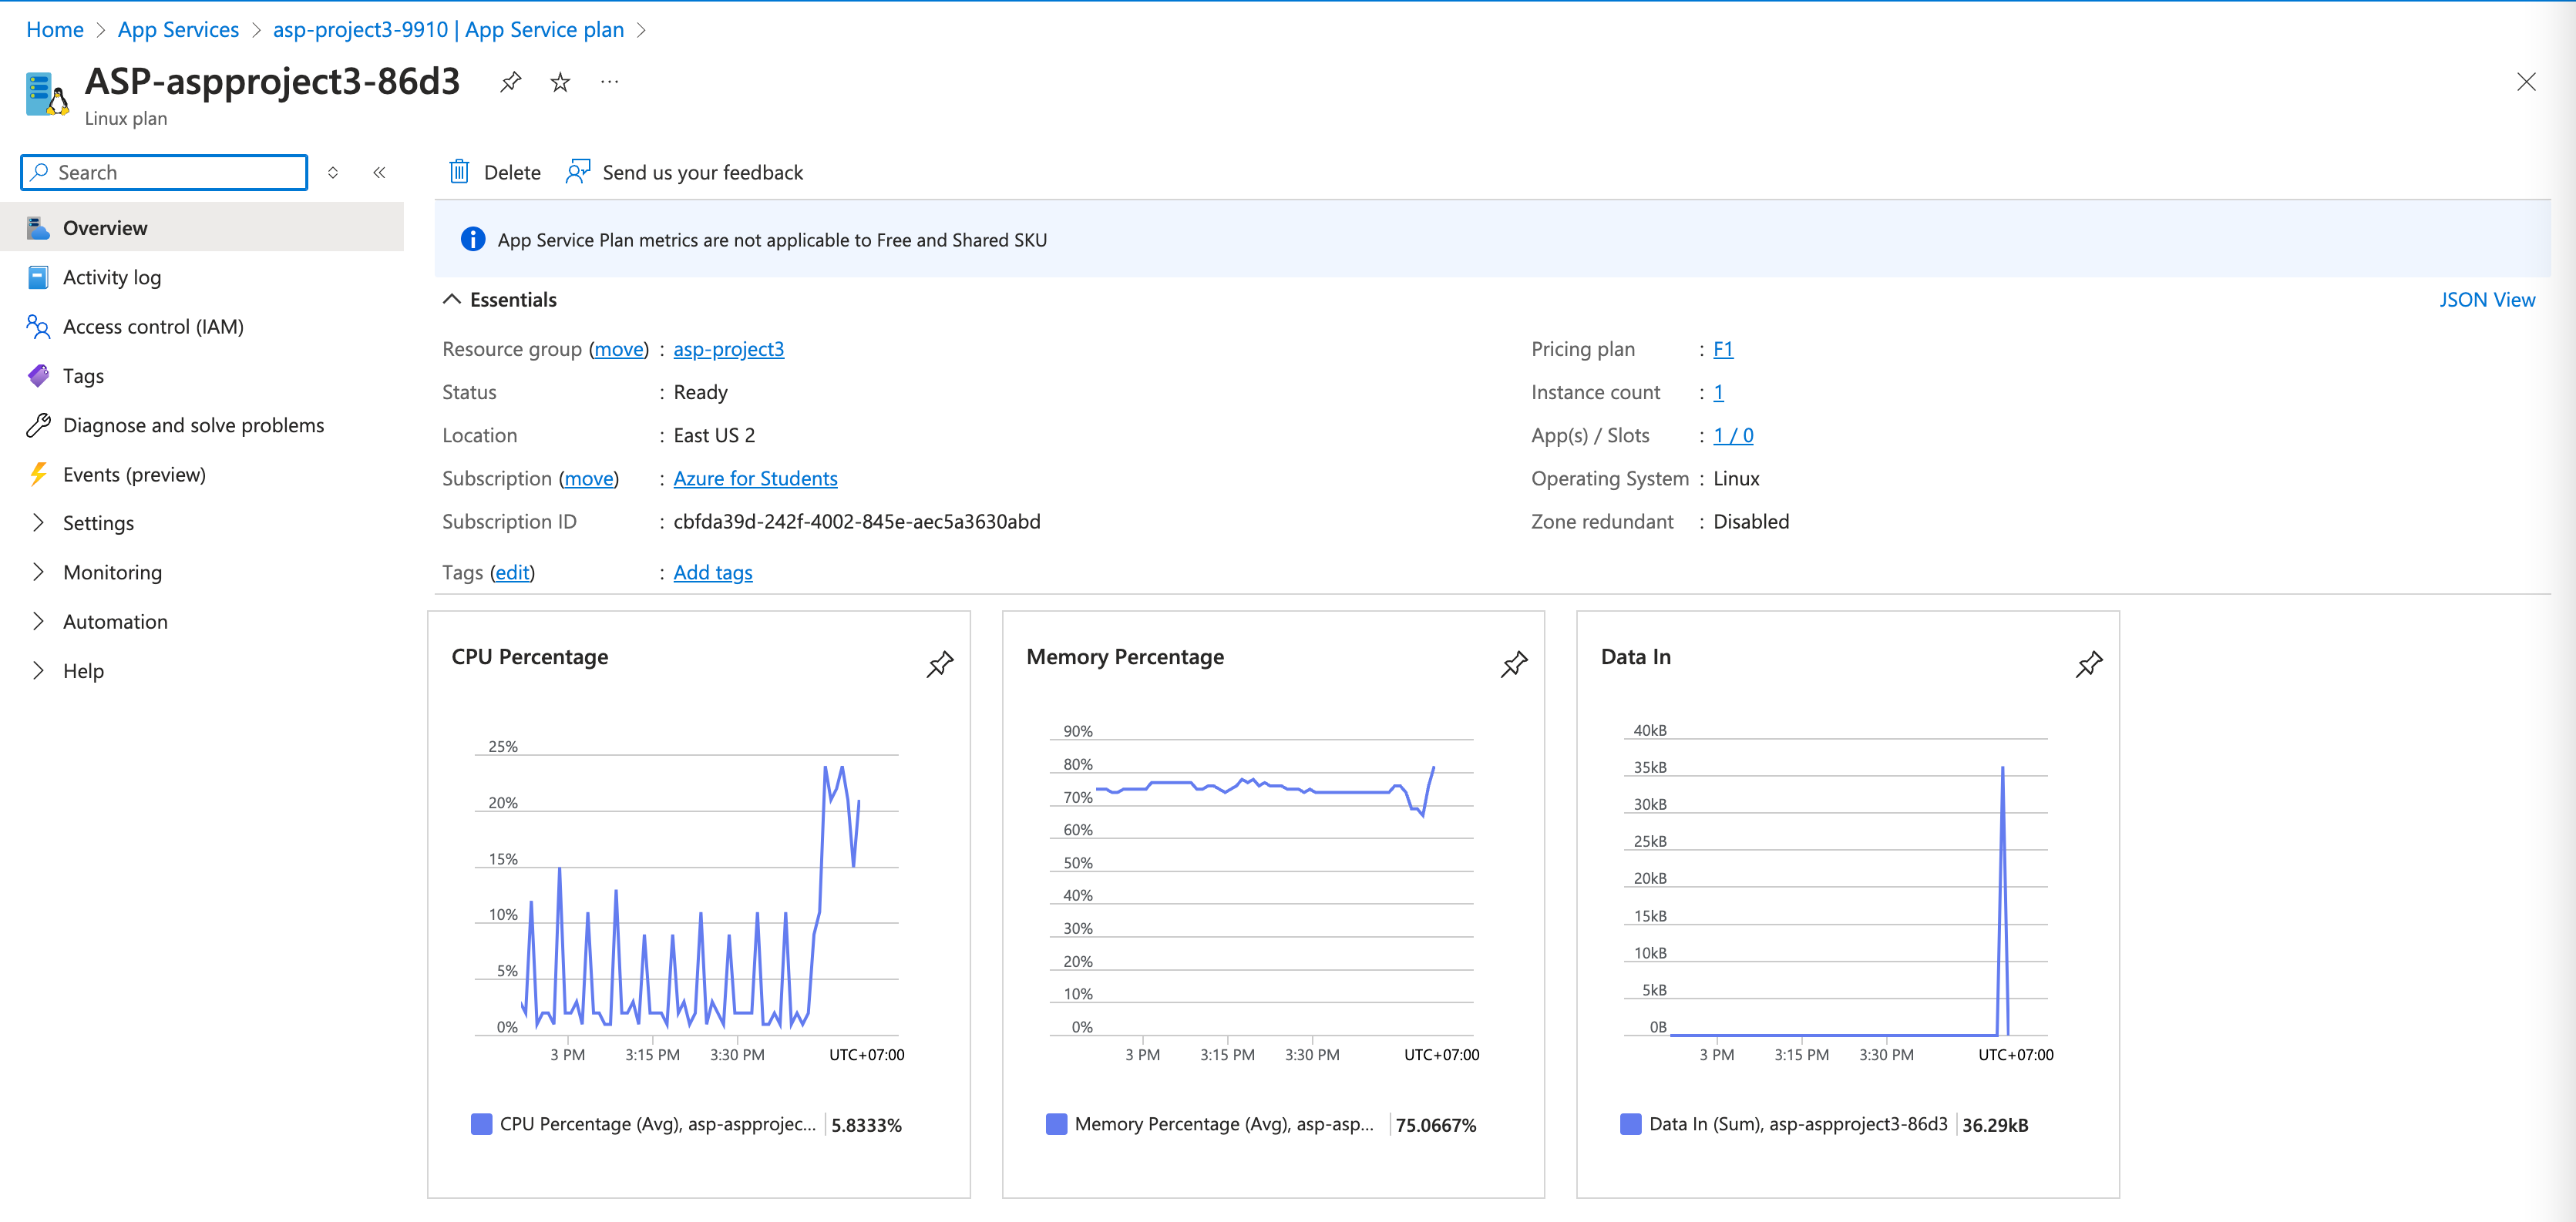 Home > App Services > asp-project3-9910 | App Service plan >
ASP-aspproject3-86d3
Linux plan
Search
Overview
Activity log
Access control (IAM)
Tags
Diagnose and solve problems
Events (preview)
Settings
Monitoring
Automation
Help
Delete Send us your feedback
App Service Plan metrics are not applicable to Free and Shared SKU
Essentials
JSON View
Resource group (move) : asp-project3
Status : Ready
Location : East US 2
Subscription (move) : Azure for Students
Subscription ID : cbfda39d-242f-4002-845e-aec5a3630abd
Tags (edit) : Add tags
Pricing plan : F1
Instance count : 1
App(s) / Slots : 1 / 0
Operating System : Linux
Zone redundant : Disabled
CPU Percentage
25%
20%
15%
10%
5%
0%
3 PM 3:15 PM 3:30 PM UTC+07:00
CPU Percentage (Avg), asp-aspprojec... 5.8333%
Memory Percentage
90%
80%
70%
60%
50%
40%
30%
20%
10%
0%
3 PM 3:15 PM 3:30 PM UTC+07:00
Memory Percentage (Avg), asp-asp... 75.0667%
Data In
40kB
35kB
30kB
25kB
20kB
15kB
10kB
5kB
0B
3 PM 3:15 PM 3:30 PM UTC+07:00
Data In (Sum), asp-aspproject3-86d3 36.29kB